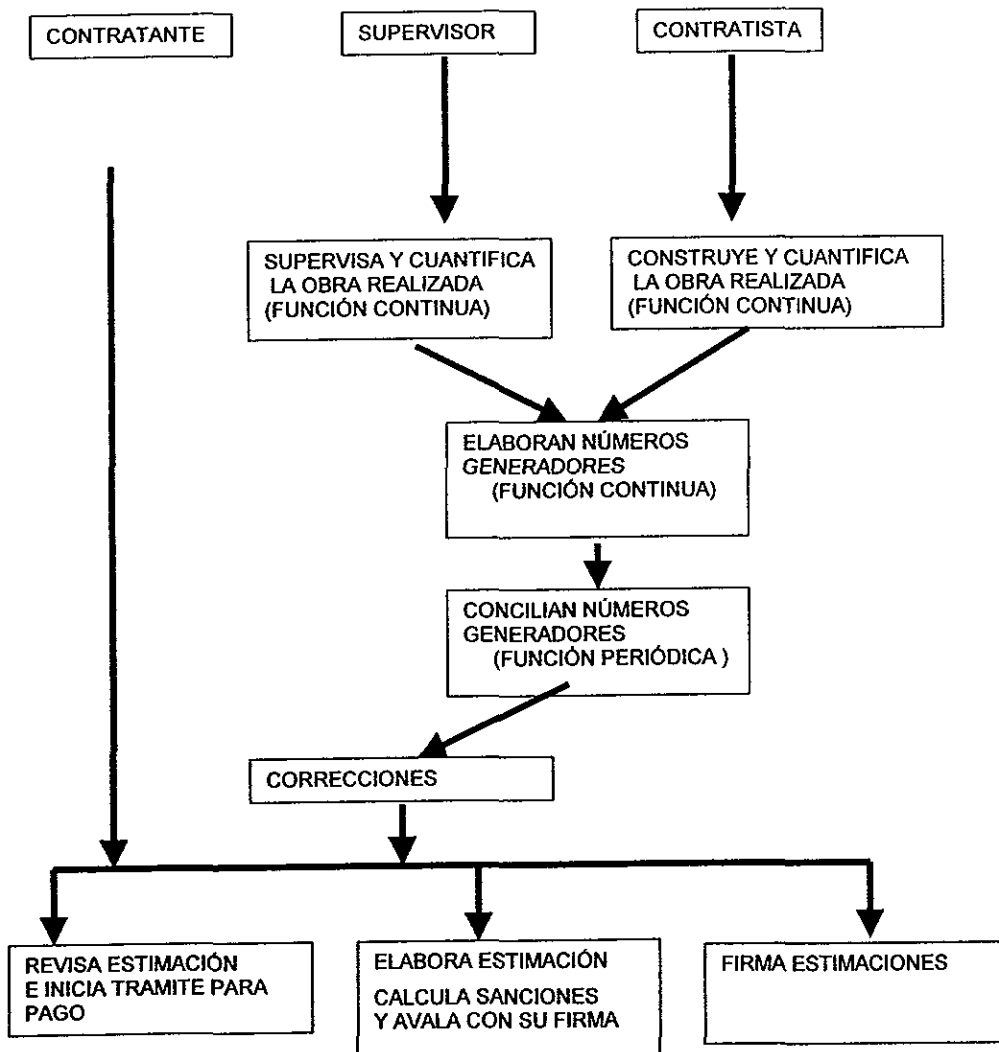 CONTRATANTE
SUPERVISOR
CONTRATISTA
SUPERVISA Y CUANTIFICA
LA OBRA REALIZADA
(FUNCIÓN CONTINUA)
CONSTRUYE Y CUANTIFICA
LA OBRA REALIZADA
(FUNCIÓN CONTINUA)
ELABORAN NÚMEROS
GENERADORES
(FUNCIÓN CONTINUA)
CONCILIAN NÚMEROS
GENERADORES
(FUNCIÓN PERIÓDICA )
CORRECCIONES
REVISA ESTIMACIÓN
E INICIA TRAMITE PARA
PAGO
ELABORA ESTIMACIÓN
CALCULA SANCIONES
Y AVALA CON SU FIRMA
FIRMA ESTIMACIONES